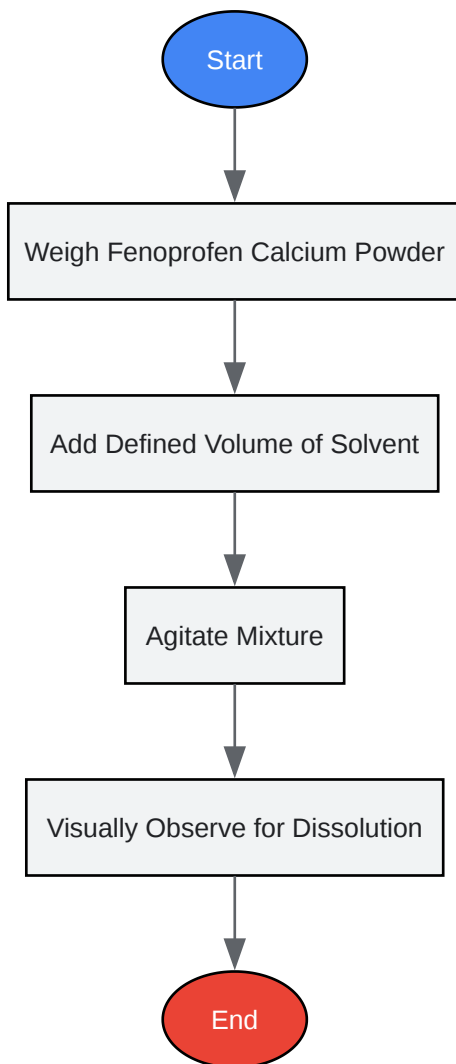 Start
Weigh Fenoprofen Calcium Powder
Add Defined Volume of Solvent
Agitate Mixture
Visually Observe for Dissolution
End